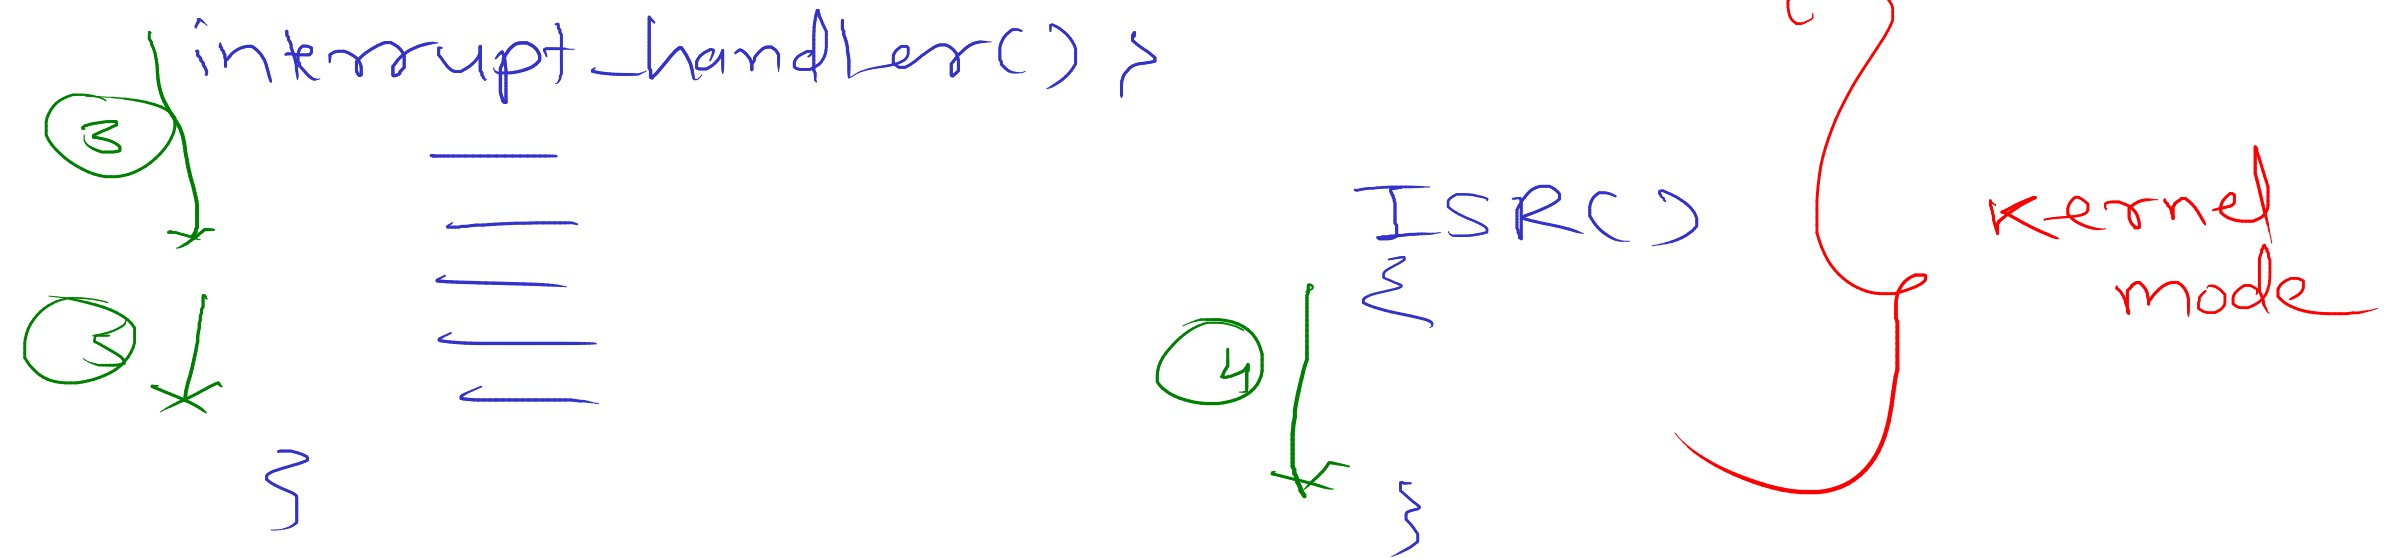 interrupt_handler();
3
ISR()
{
Kernel
mode
3
4
}
}